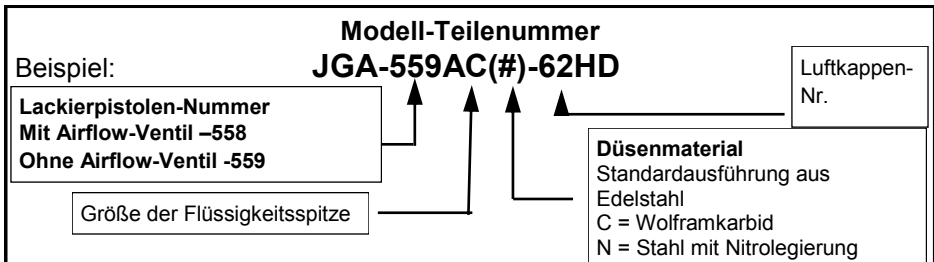 Modell-Teilenummer
Beispiel: JGA-559AC(#)-62HD
Luftkappen-
Nr.
Lackierpistolen-Nummer
Mit Airflow-Ventil –558
Ohne Airflow-Ventil -559
Größe der Flüssigkeitsspitze
Düsenmaterial
Standardausführung aus
Edelstahl
C = Wolframkarbid
N = Stahl mit Nitrolegierung